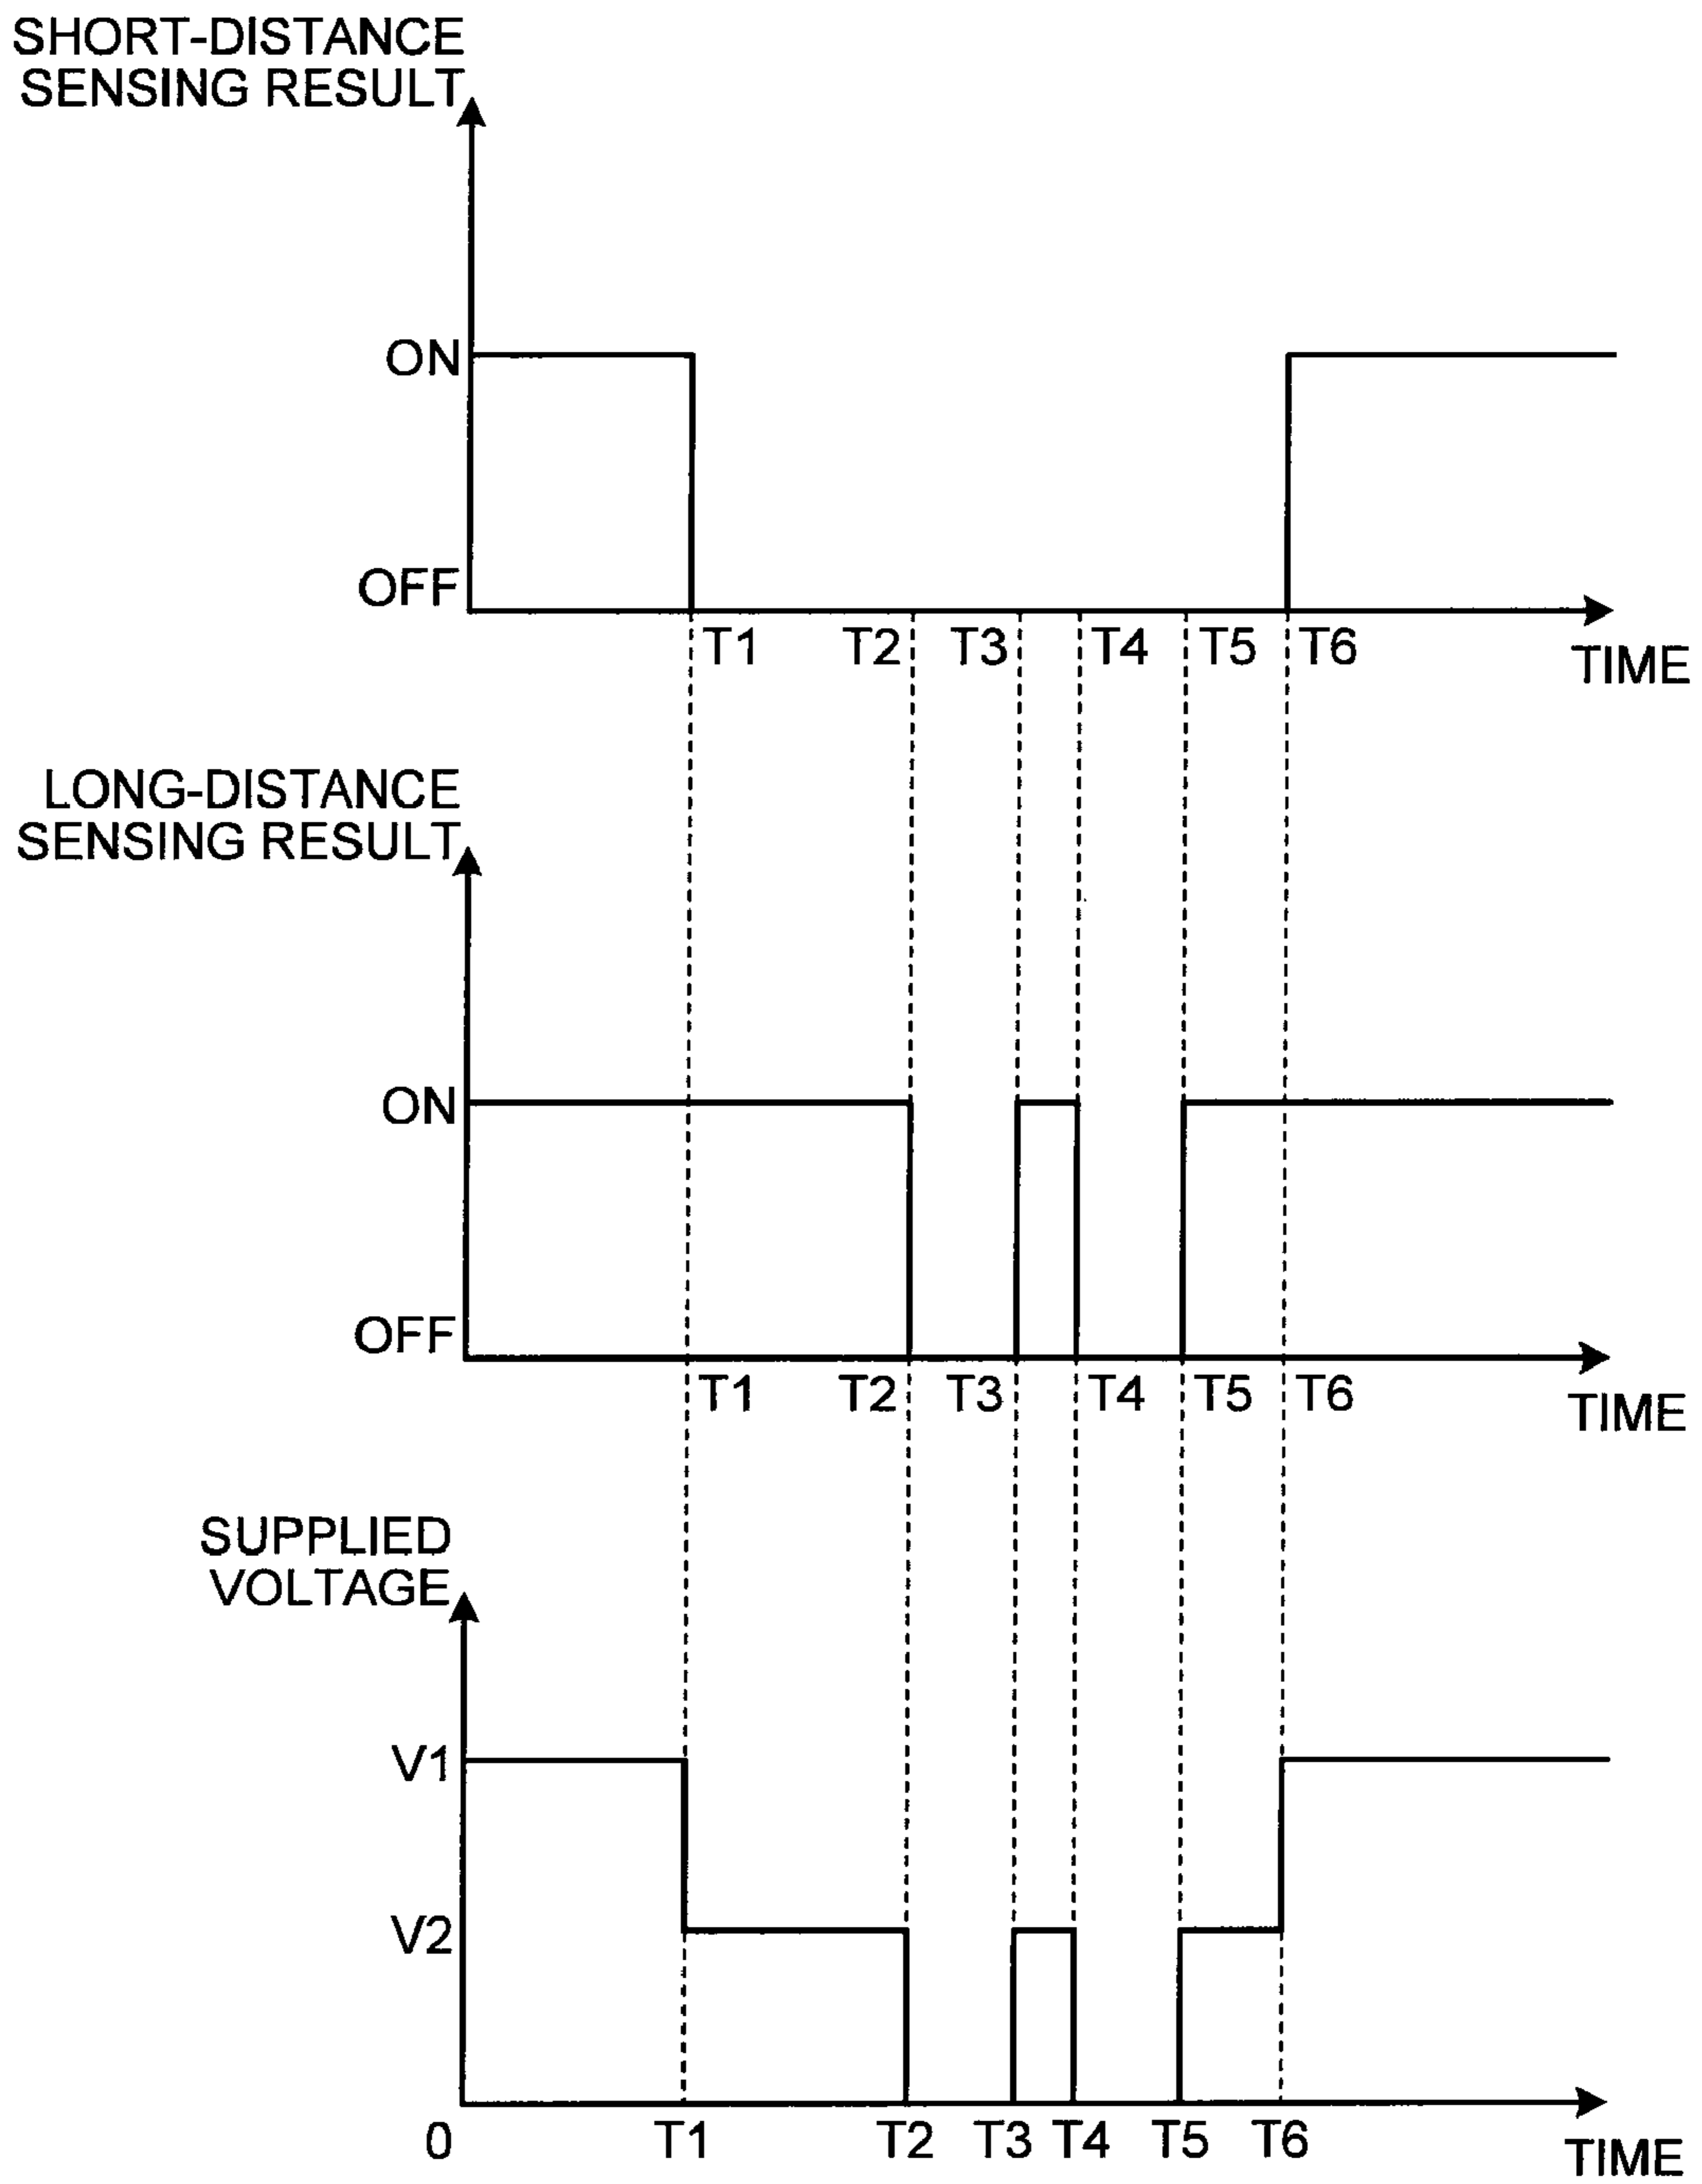 SHORT-DISTANCE
SENSING RESULT
ON
OFF
T1 T2 T3 T4 T5 T6
TIME
LONG-DISTANCE
SENSING RESULT
ON
OFF
T1 T2 T3 T4 T5 T6
TIME
SUPPLIED
VOLTAGE
V1
V2
0 T1 T2 T3 T4 T5 T6
TIME